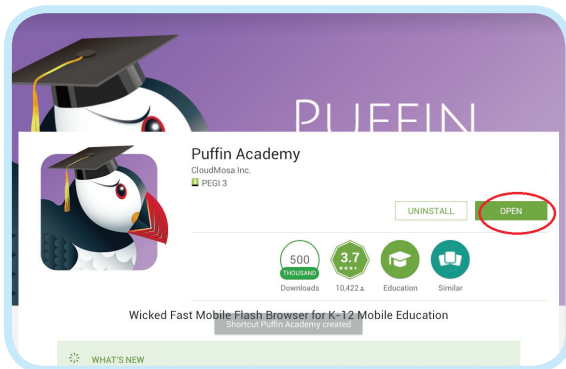 PUFFIN
Puffin Academy
CloudMosa Inc.
PEGI 3
UNINSTALL
OPEN
500
THOUSAND
3.7
Downloads
10,422
Education
Similar
Wicked Fast Mobile Flash Browser for K-12 Mobile Education
Shortcut Puffin Academy created
WHAT'S NEW